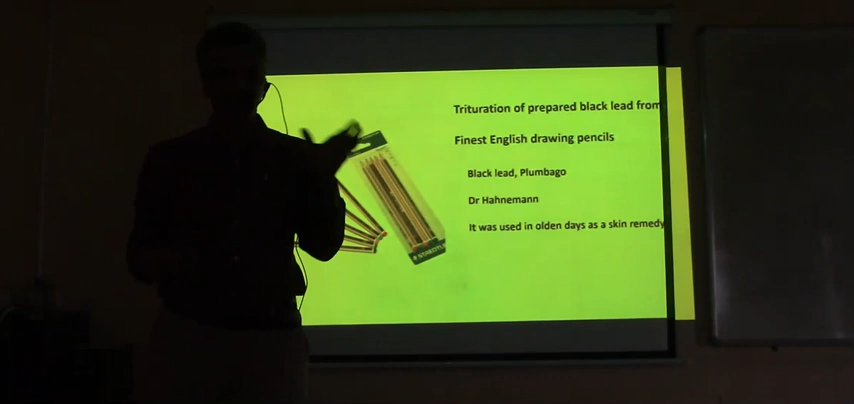 Trituration of prepared black lead from
Finest English drawing pencils
Black lead, Plumbago
Dr Hahnemann
It was used in olden days as a skin remedy
STAEDTLER